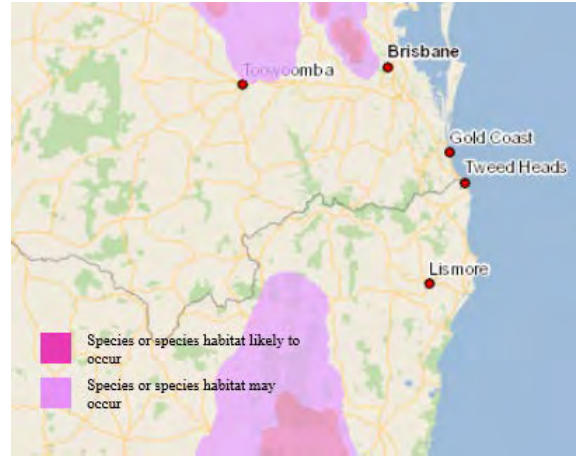 Brisbane
Toowoomba
Gold Coast
Tweed Heads
Lismore
Species or species habitat likely to
occur
Species or species habitat may
occur